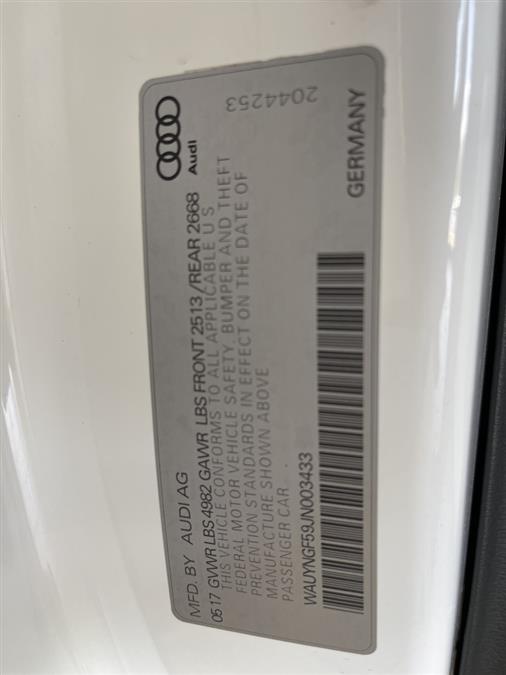 MFD. BY AUDI AG
Audi
0517 GVWR LBS 4982 GAWR LBS FRONT 2513 /REAR 2668
THIS VEHICLE CONFORMS TO ALL APPLICABLE U S
FEDERAL MOTOR VEHICLE SAFETY, BUMPER AND THEFT
PREVENTION STANDARDS IN EFFECT ON THE DATE OF
MANUFACTURE SHOWN ABOVE
PASSENGER CAR
2044253
WAUYNGF59JN003433
GERMANY